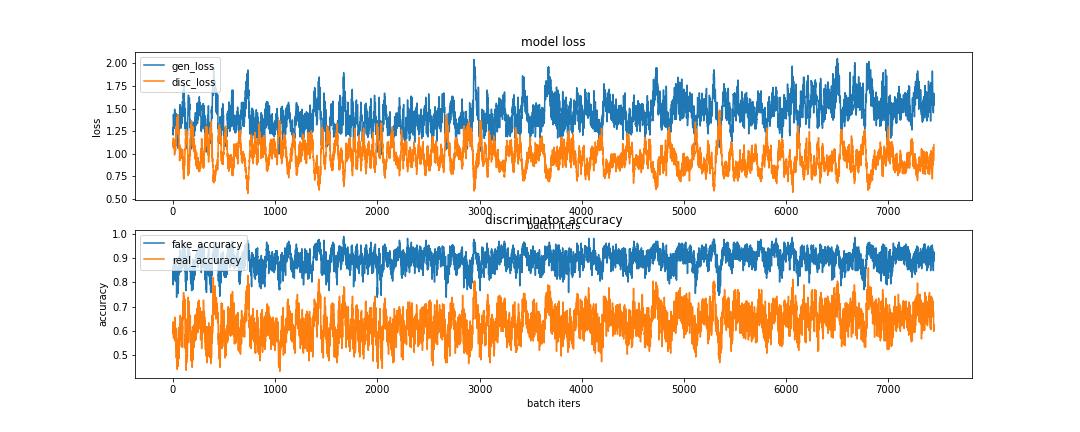 model loss
gen_loss
disc_loss
loss
2.00
1.75
1.50
1.25
1.00
0.75
0.50
0 1000 2000 3000 4000 5000 6000 7000
batch iters
discriminator accuracy
fake_accuracy
real_accuracy
accuracy
1.0
0.9
0.8
0.7
0.6
0.5
0 1000 2000 3000 4000 5000 6000 7000
batch iters